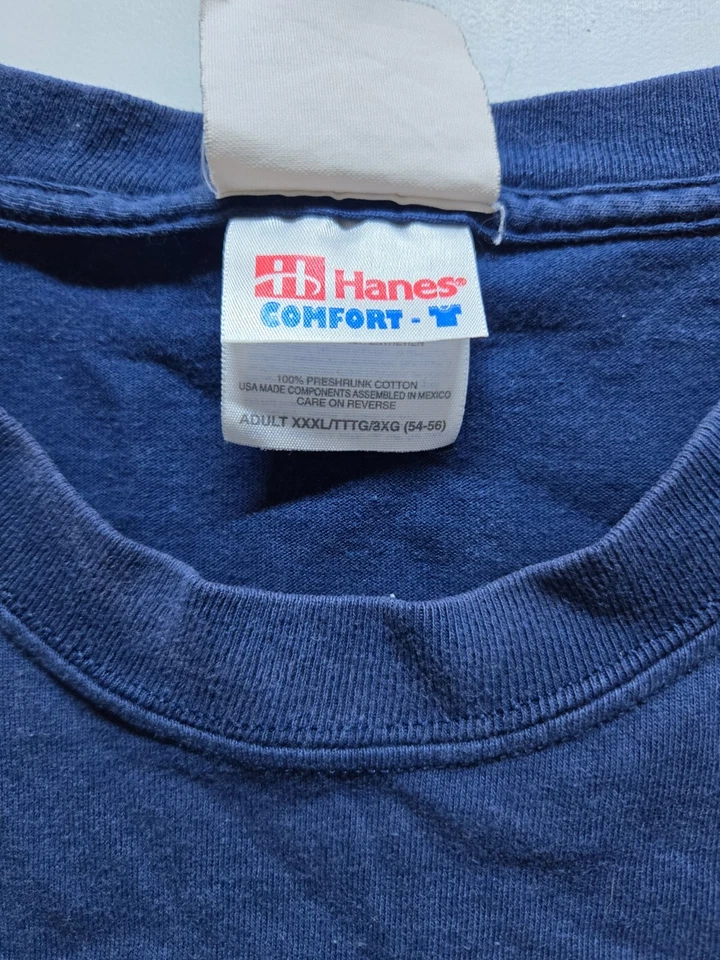 Hanes®
COMFORT -
100% PRESHRUNK COTTON
USA MADE COMPONENTS ASSEMBLED IN MEXICO
CARE ON REVERSE
ADULT XXXL/TTTG/3XG (54-56)